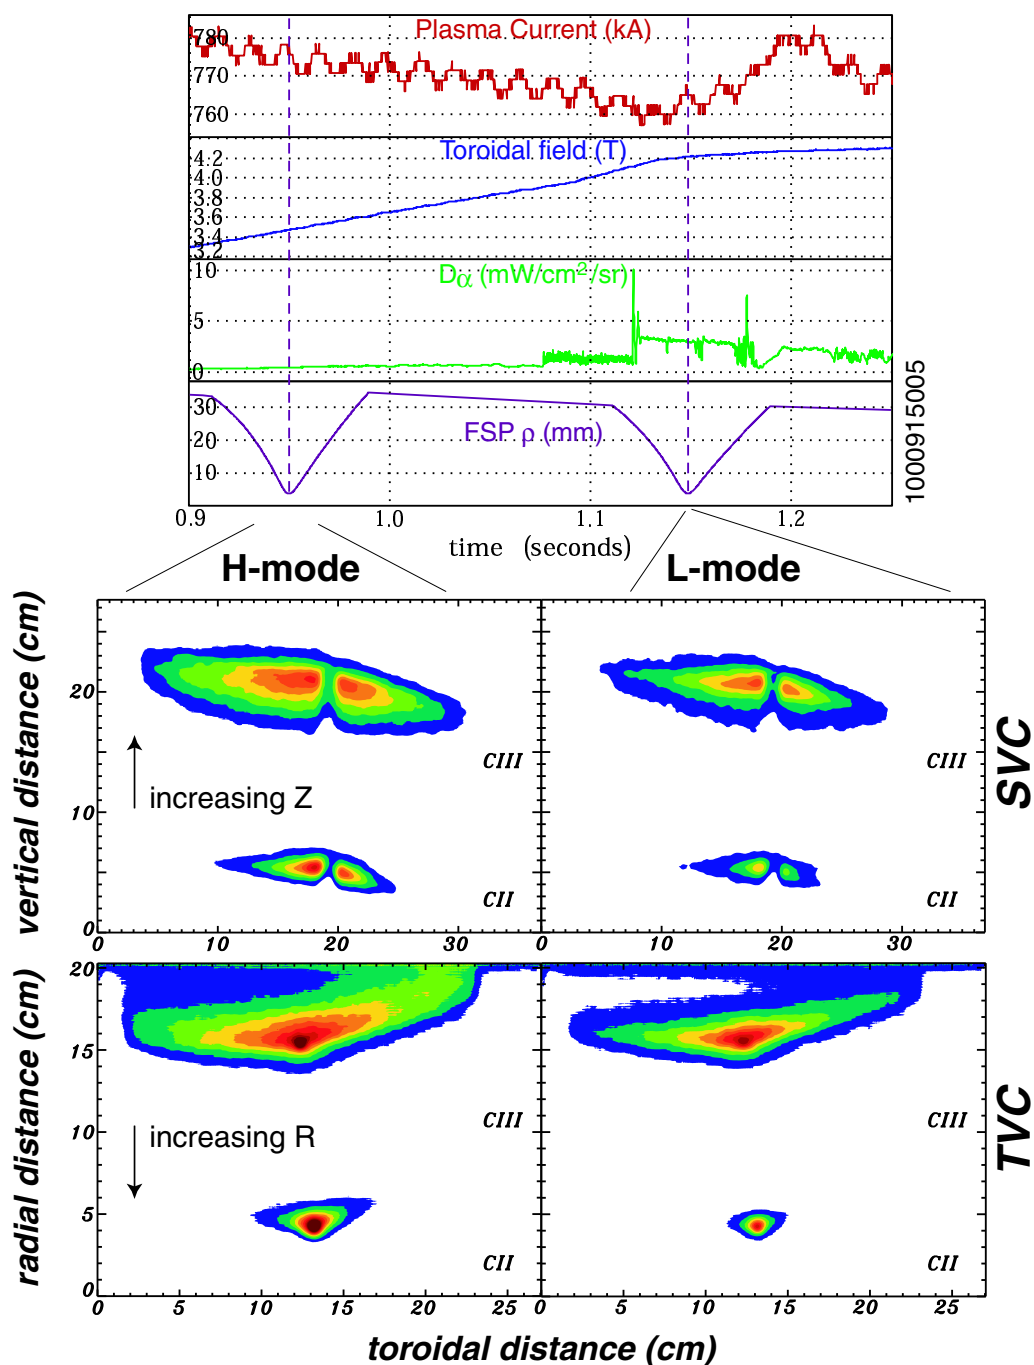 Plasma Current (kA)
780
770
760
Toroidal field (T)
4.2
4.0
3.8
3.6
3.4
3.2
Dα (mW/cm²/sr)
10
5
0
FSP ρ (mm)
30
20
10
1000915005
0.9 1.0 1.1 1.2
time (seconds)
H-mode L-mode
vertical distance (cm)
20
10
0
CIII CIII
increasing Z
CII CII
SVC
0 10 20 30 0 10 20 30
radial distance (cm)
20
15
10
5
0
CIII CIII
increasing R
CII CII
TVC
0 5 10 15 20 25 5 10 15 20 25
toroidal distance (cm)